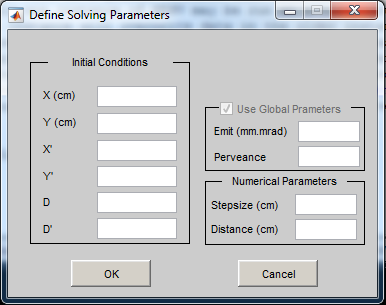 Define Solving Parameters
Initial Conditions
X (cm)
Y (cm)
X'
Y'
D
D'
Use Global Prameters
Emit (mm.mrad)
Perveance
Numerical Parameters
Stepsize (cm)
Distance (cm)
OK
Cancel